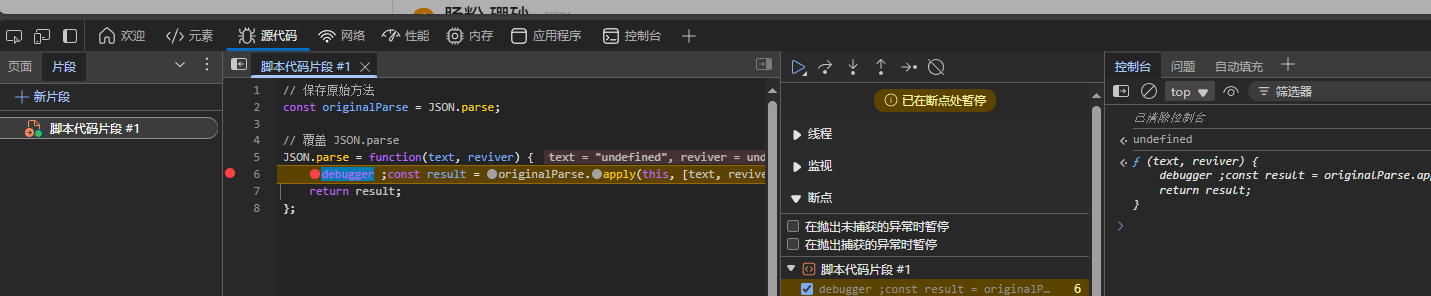 欢迎 元素 源代码 网络 性能 内存 应用程序 控制台
页面 片段
新片段
脚本代码片段 #1
脚本代码片段 #1
1 // 保存原始方法
2 const originalParse = JSON.parse;
3
4 // 覆盖 JSON.parse
5 JSON.parse = function(text, reviver) { text = "undefined", reviver = und
6 debugger ;const result = originalParse.apply(this, [text, revive
7 return result;
8 };
已在断点处暂停
线程
监视
断点
在抛出未捕获的异常时暂停
在抛出捕获的异常时暂停
脚本代码片段 #1
debugger ;const result = originalP… 6
控制台 问题 自动填充
top 筛选器
已清除控制台
undefined
ƒ (text, reviver) {
debugger ;const result = originalParse.app
return result;
}